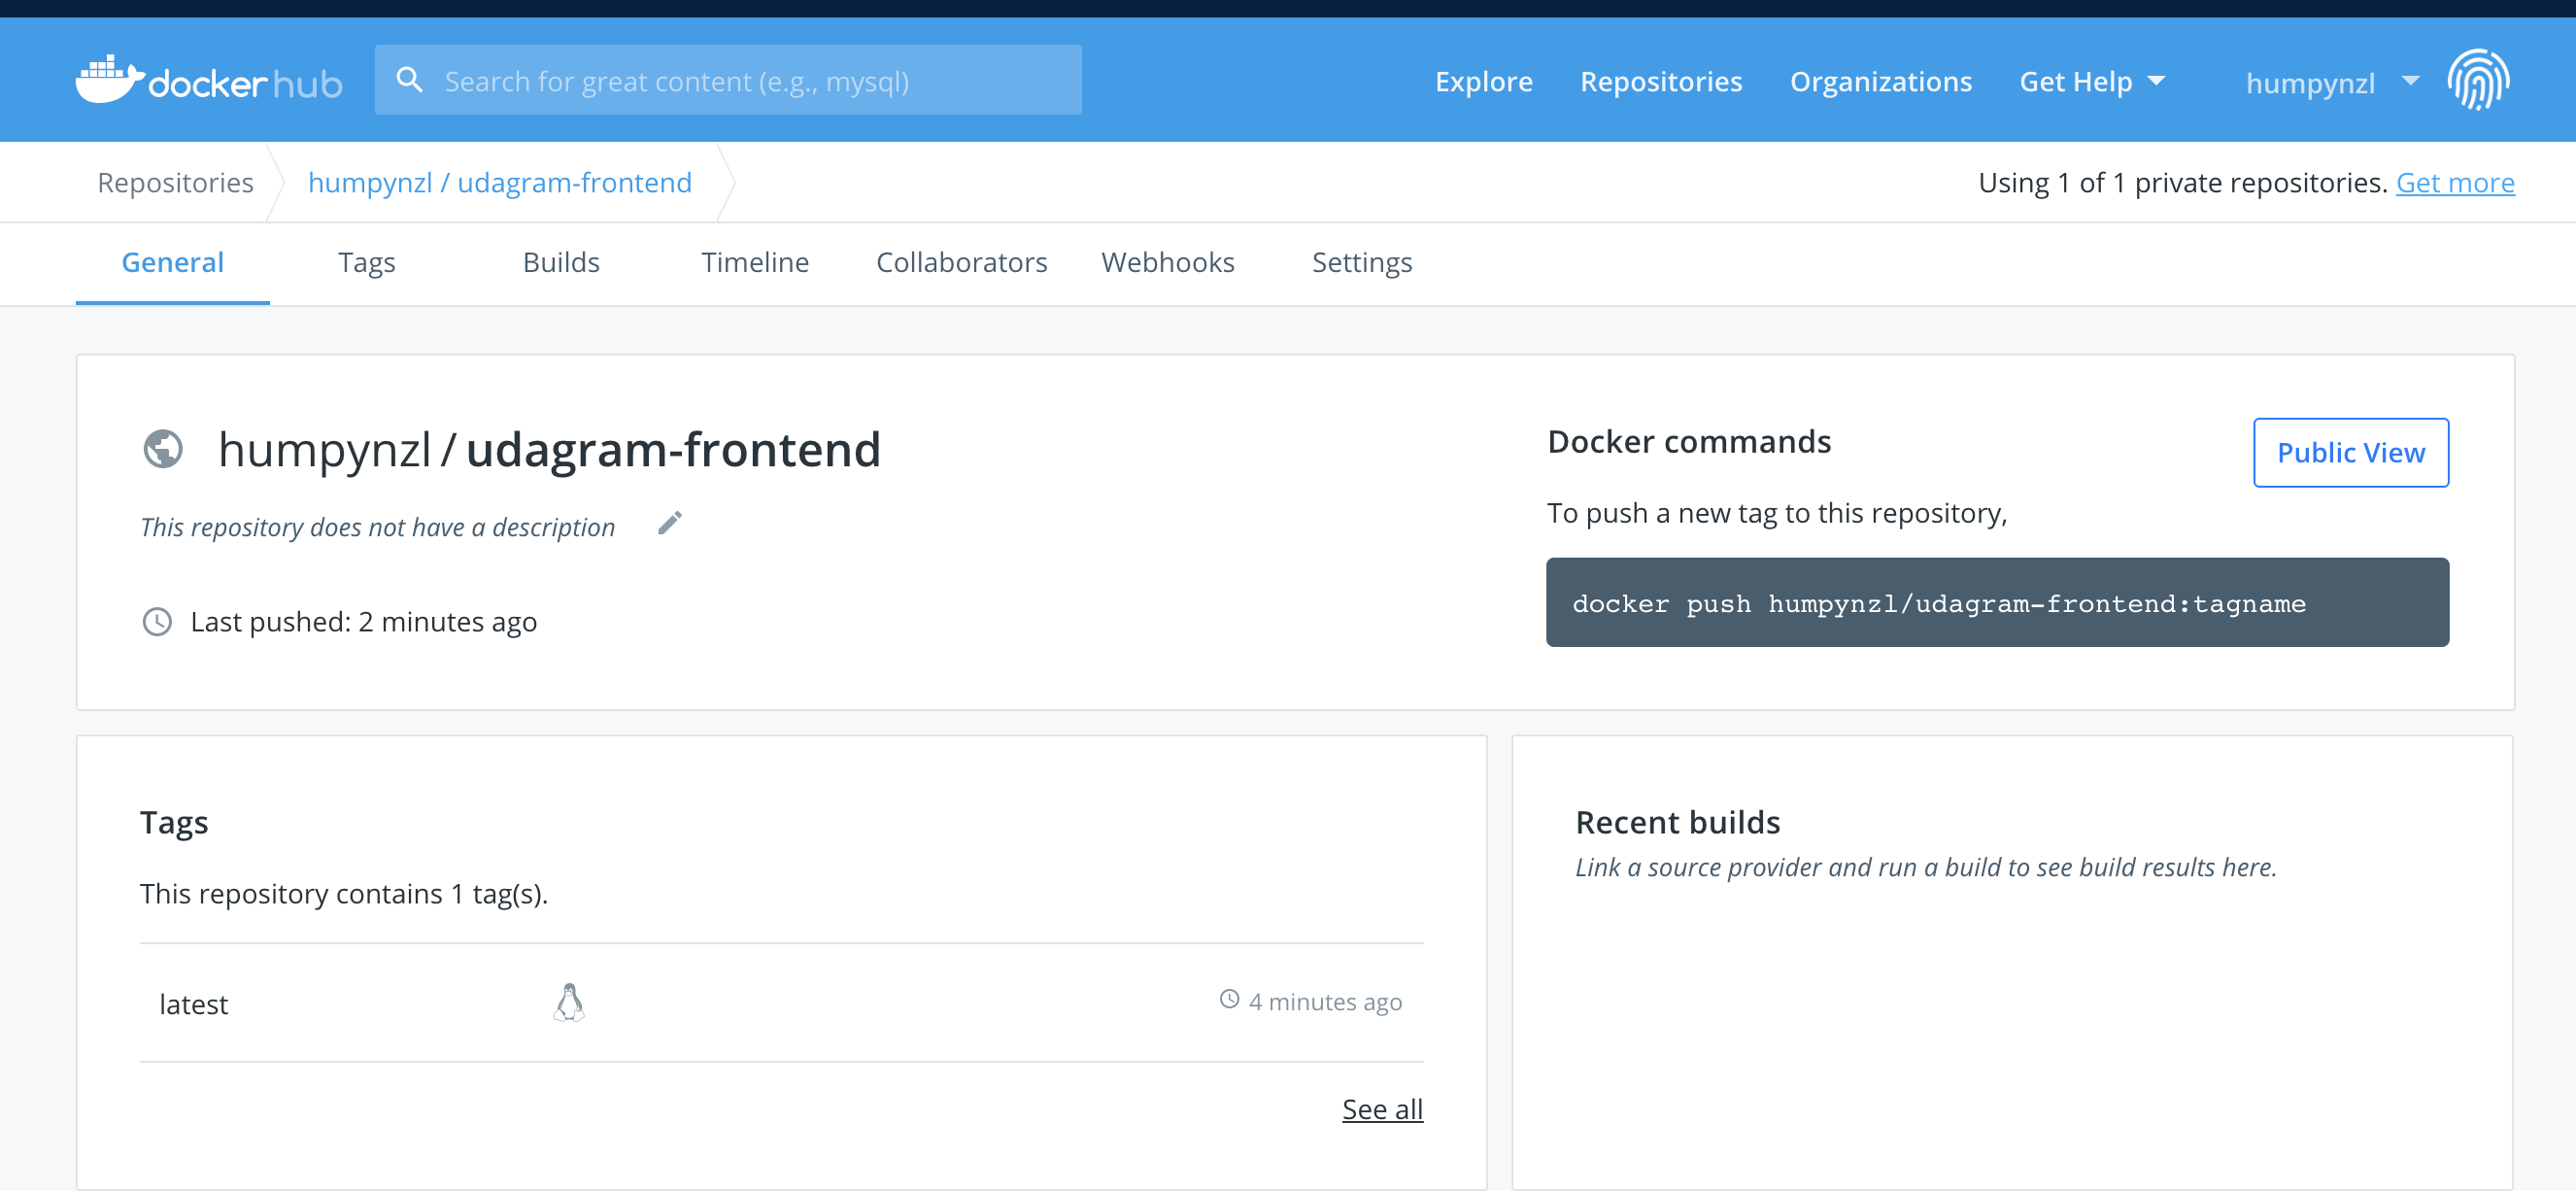 docker hub
Search for great content (e.g., mysql)
Explore
Repositories
Organizations
Get Help
humpynzl
Repositories
humpynzl / udagram-frontend
Using 1 of 1 private repositories. Get more
General
Tags
Builds
Timeline
Collaborators
Webhooks
Settings
humpynzl / udagram-frontend
This repository does not have a description
Last pushed: 2 minutes ago
Docker commands
Public View
To push a new tag to this repository,
docker push humpynzl/udagram-frontend:tagname
Tags
This repository contains 1 tag(s).
latest
4 minutes ago
See all
Recent builds
Link a source provider and run a build to see build results here.